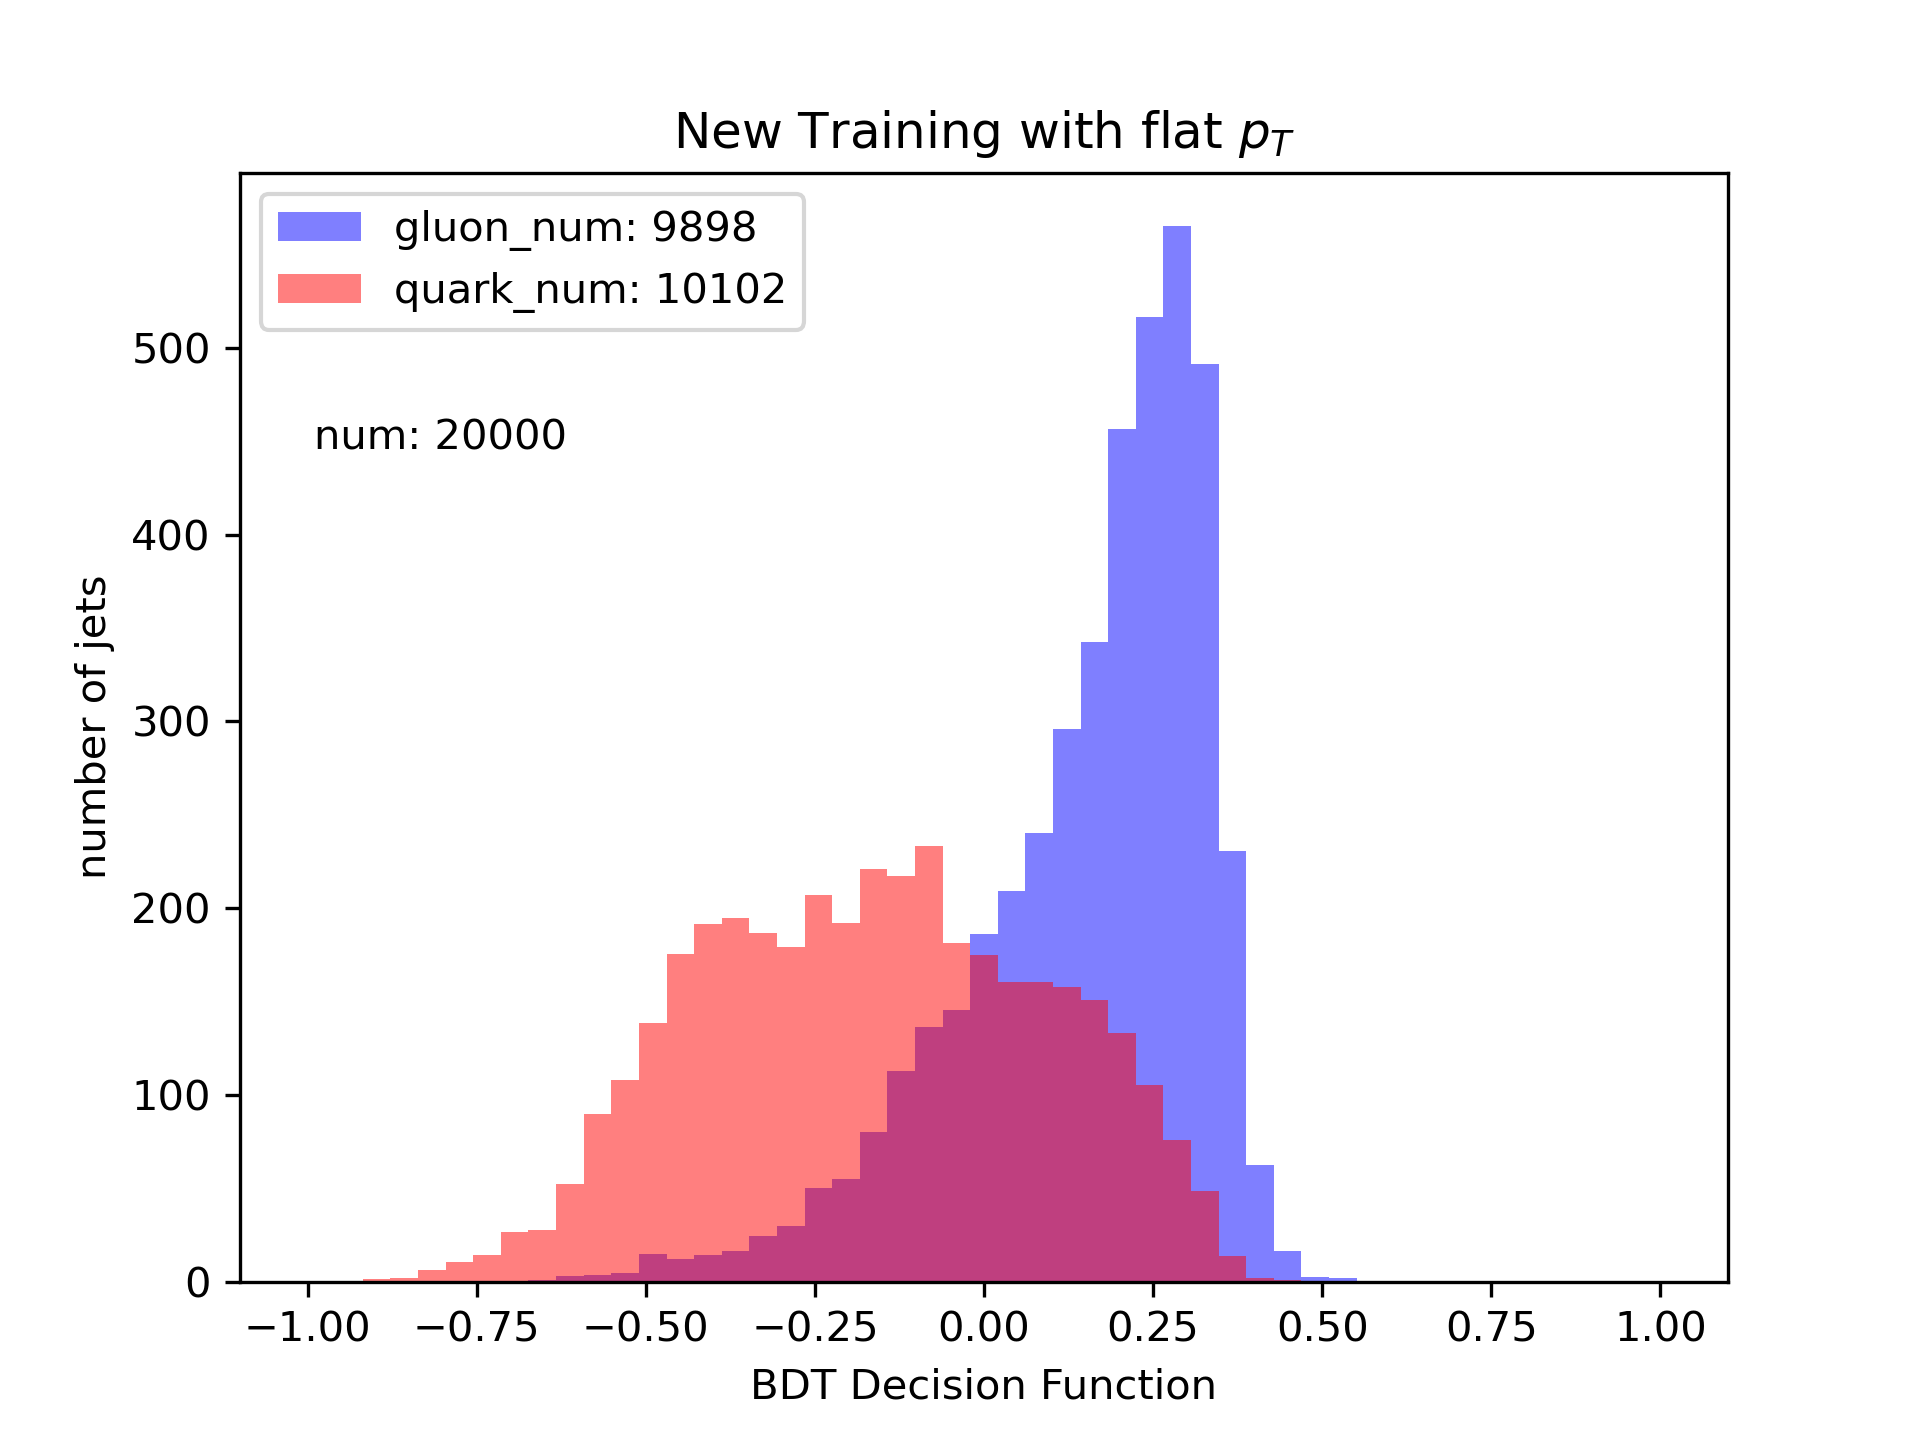 New Training with flat p_T
gluon_num: 9898
quark_num: 10102
num: 20000
500
400
300
200
100
0
number of jets
−1.00 −0.75 −0.50 −0.25 0.00 0.25 0.50 0.75 1.00
BDT Decision Function